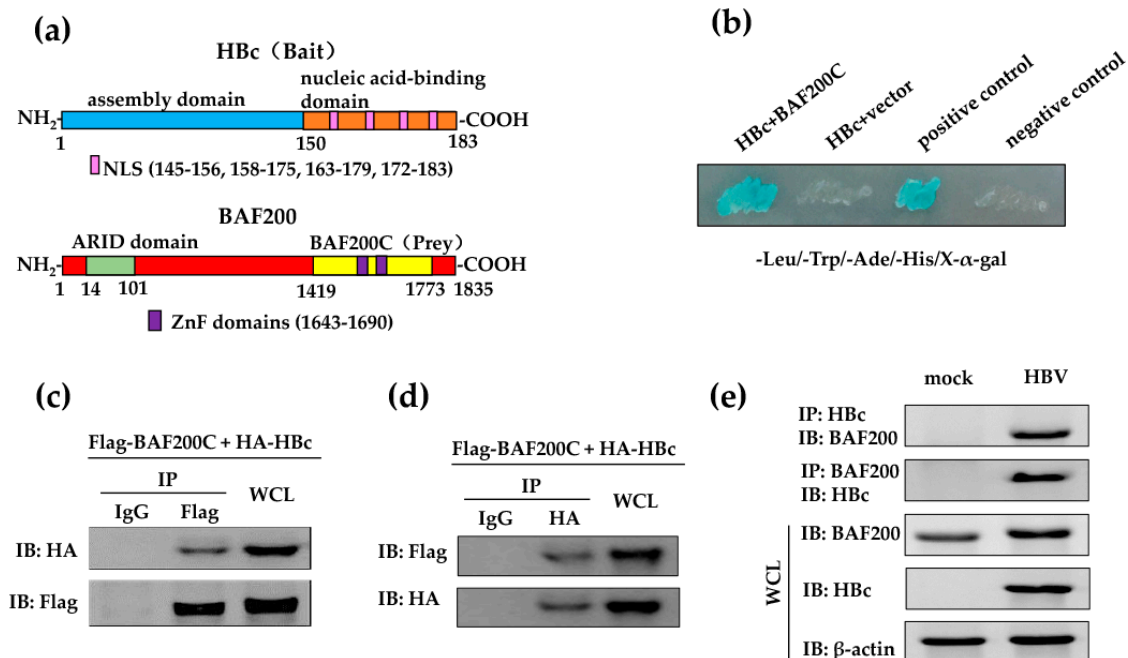 (a)
HBc（Bait）
assembly domain
nucleic acid-binding
domain
NH₂-
-COOH
1
150
183
NLS (145-156, 158-175, 163-179, 172-183)
BAF200
ARID domain
BAF200C（Prey）
NH₂-
-COOH
1 14 101 1419 1773 1835
ZnF domains (1643-1690)
(b)
HBc+BAF200C
HBc+vector
positive control
negative control
-Leu/-Trp/-Ade/-His/X-α-gal
(c)
Flag-BAF200C + HA-HBc
IP
WCL
IgG Flag
IB: HA
IB: Flag
(d)
Flag-BAF200C + HA-HBc
IP
WCL
IgG HA
IB: Flag
IB: HA
(e)
mock HBV
IP: HBc
IB: BAF200
IP: BAF200
IB: HBc
WCL
IB: BAF200
IB: HBc
IB: β-actin